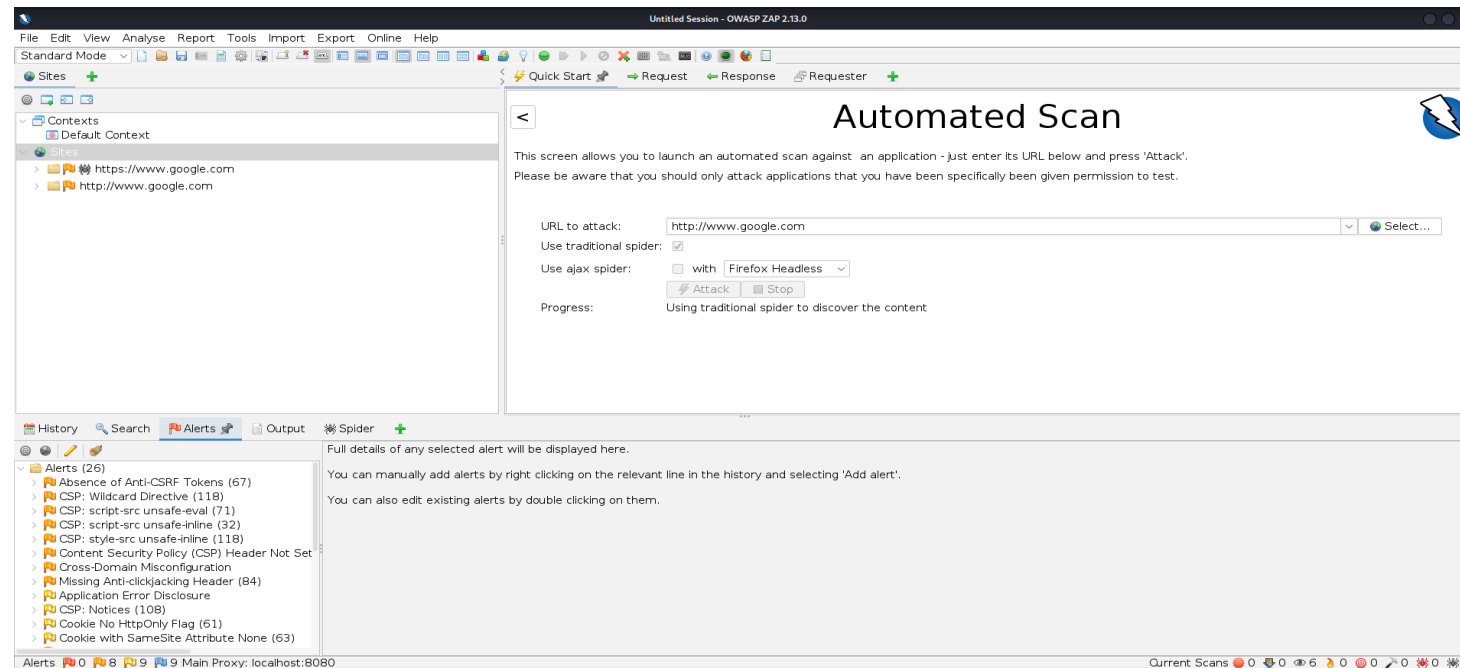 Untitled Session - OWASP ZAP 2.13.0
File Edit View Analyse Report Tools Import Export Online Help
Standard Mode
Sites
Quick Start Request Response Requester
Contexts
Default Context
Sites
https://www.google.com
http://www.google.com
<
Automated Scan
This screen allows you to launch an automated scan against an application - just enter its URL below and press 'Attack'.
Please be aware that you should only attack applications that you have been specifically been given permission to test.
URL to attack: http://www.google.com Select...
Use traditional spider:
Use ajax spider: with Firefox Headless
Attack Stop
Progress: Using traditional spider to discover the content
History Search Alerts Output Spider
Alerts (26)
Absence of Anti-CSRF Tokens (67)
CSP: Wildcard Directive (118)
CSP: script-src unsafe-eval (71)
CSP: script-src unsafe-inline (32)
CSP: style-src unsafe-inline (118)
Content Security Policy (CSP) Header Not Set
Cross-Domain Misconfiguration
Missing Anti-clickjacking Header (84)
Application Error Disclosure
CSP: Notices (108)
Cookie No HttpOnly Flag (61)
Cookie with SameSite Attribute None (63)
Full details of any selected alert will be displayed here.
You can manually add alerts by right clicking on the relevant line in the history and selecting 'Add alert'.
You can also edit existing alerts by double clicking on them.
Alerts 0 8 9 9 Main Proxy: localhost:8080
Current Scans 0 0 6 0 0 0 0